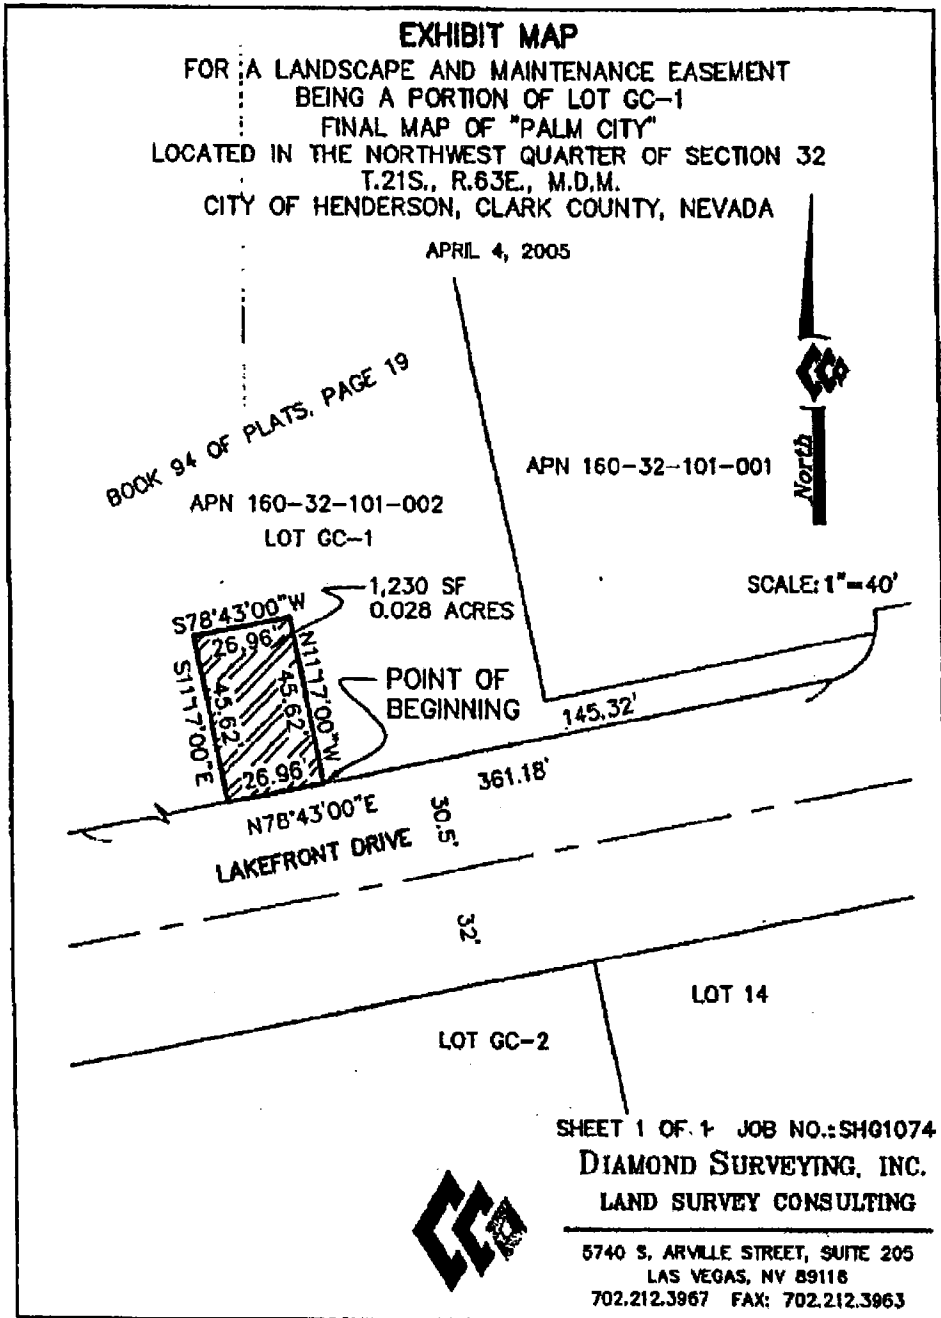 EXHIBIT MAP
FOR A LANDSCAPE AND MAINTENANCE EASEMENT
BEING A PORTION OF LOT GC-1
FINAL MAP OF "PALM CITY"
LOCATED IN THE NORTHWEST QUARTER OF SECTION 32
T.21S., R.63E., M.D.M.
CITY OF HENDERSON, CLARK COUNTY, NEVADA
APRIL 4, 2005
BOOK 94 OF PLATS, PAGE 19
APN 160-32-101-001
North
APN 160-32-101-002
LOT GC-1
SCALE: 1"=40'
1,230 SF
0.028 ACRES
S78°43'00"W
26.96'
S11°17'00"E
45.62'
45.62'
N11°17'00"W
POINT OF
BEGINNING
26.96'
N78°43'00"E
145.32'
361.18'
LAKEFRONT DRIVE
30.5'
32'
LOT 14
LOT GC-2
SHEET 1 OF 1 JOB NO.: SH01074
DIAMOND SURVEYING, INC.
LAND SURVEY CONSULTING
5740 S. ARVILLE STREET, SUITE 205
LAS VEGAS, NV 89118
702.212.3967 FAX: 702.212.3963